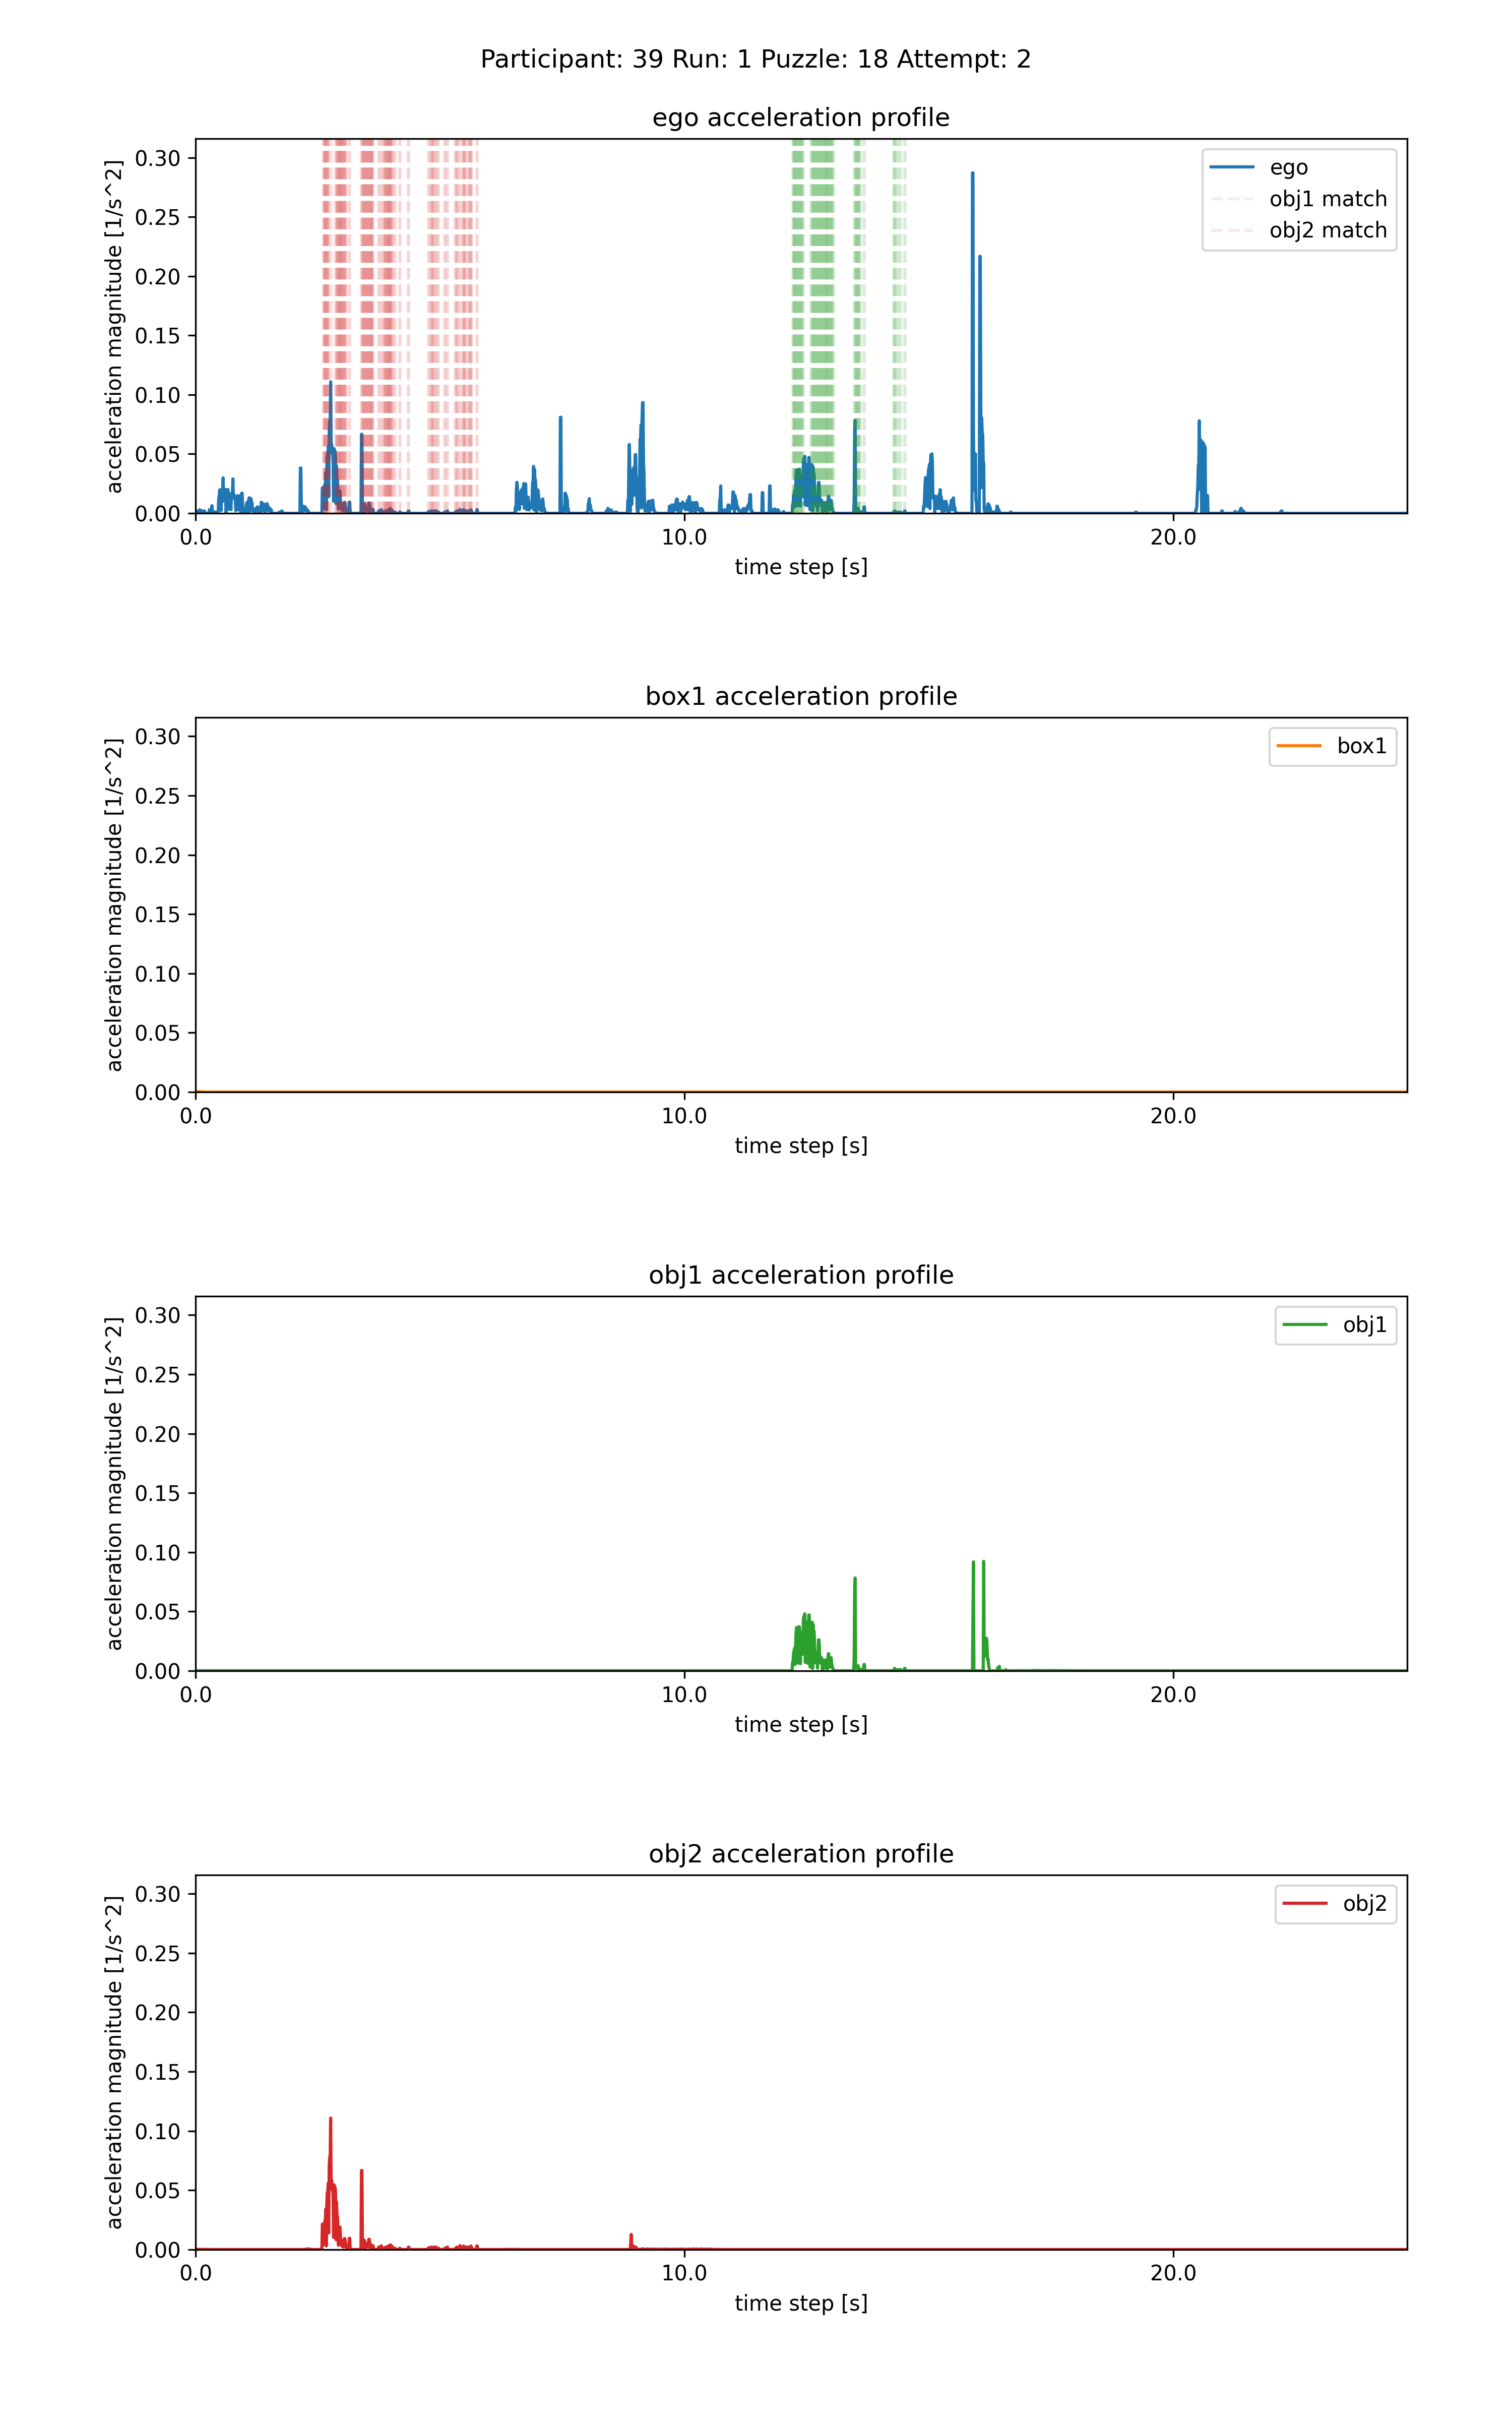 Participant: 39 Run: 1 Puzzle: 18 Attempt: 2
ego acceleration profile
acceleration magnitude [1/s^2]
0.30
0.25
0.20
0.15
0.10
0.05
0.00
ego
obj1 match
obj2 match
0.0 10.0 20.0
time step [s]
box1 acceleration profile
acceleration magnitude [1/s^2]
0.30
0.25
0.20
0.15
0.10
0.05
0.00
box1
0.0 10.0 20.0
time step [s]
obj1 acceleration profile
acceleration magnitude [1/s^2]
0.30
0.25
0.20
0.15
0.10
0.05
0.00
obj1
0.0 10.0 20.0
time step [s]
obj2 acceleration profile
acceleration magnitude [1/s^2]
0.30
0.25
0.20
0.15
0.10
0.05
0.00
obj2
0.0 10.0 20.0
time step [s]